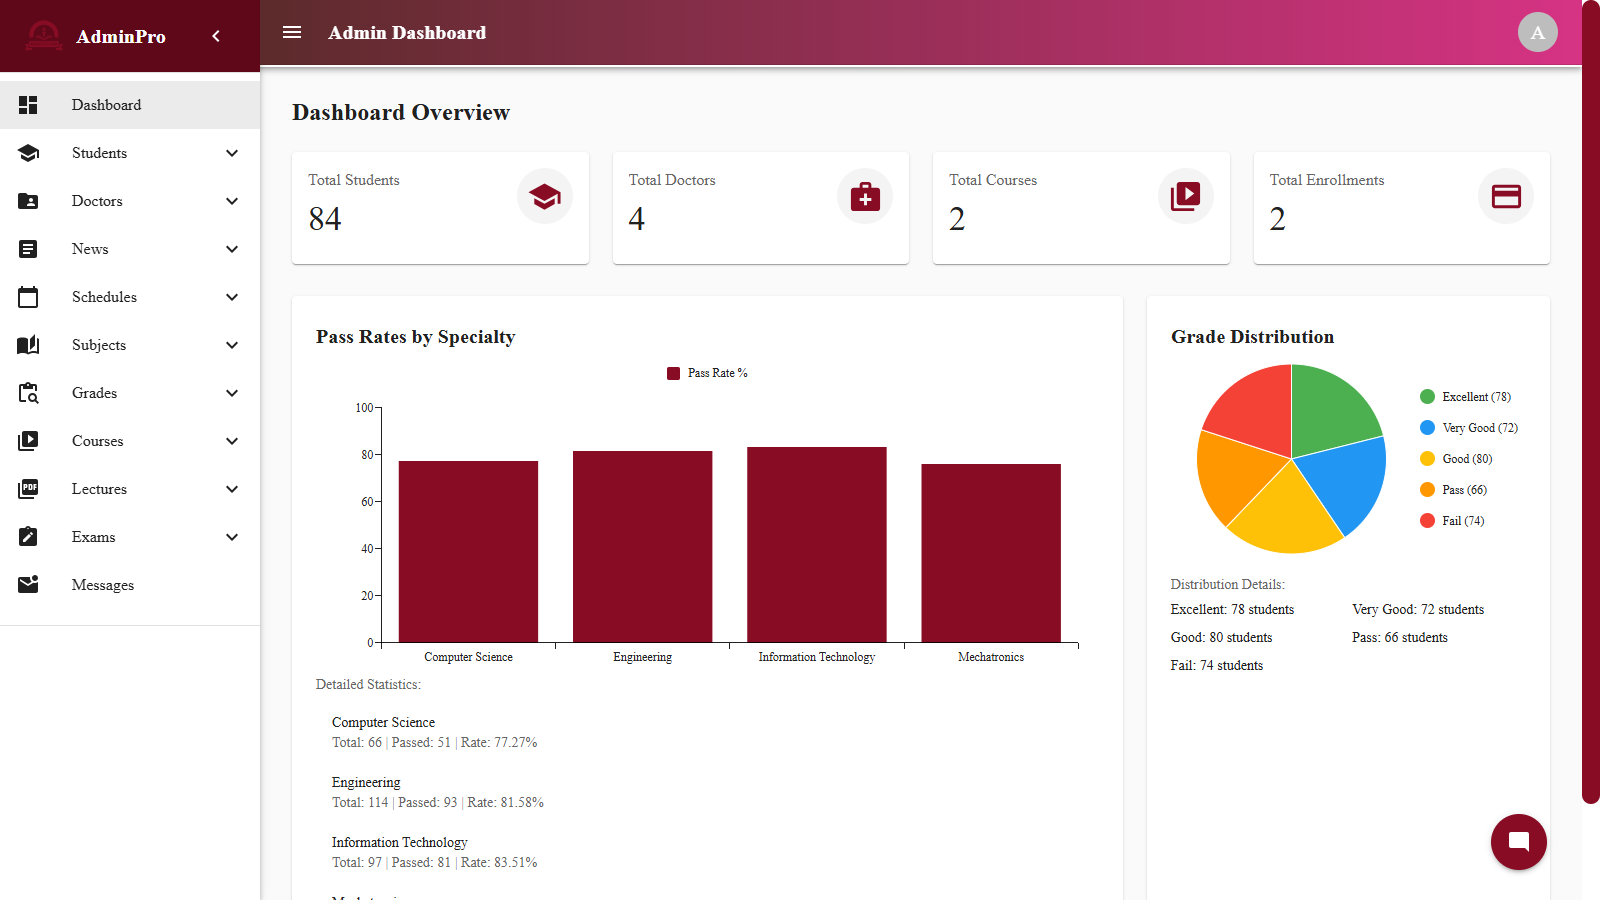 AdminPro
Admin Dashboard
A
Dashboard
Students
Doctors
News
Schedules
Subjects
Grades
Courses
PDF
Lectures
Exams
Messages
Dashboard Overview
Total Students
84
Total Doctors
4
Total Courses
2
Total Enrollments
2
Pass Rates by Specialty
Pass Rate %
100
80
60
40
20
0
Computer Science
Engineering
Information Technology
Mechatronics
Detailed Statistics:
Computer Science
Total: 66 | Passed: 51 | Rate: 77.27%
Engineering
Total: 114 | Passed: 93 | Rate: 81.58%
Information Technology
Total: 97 | Passed: 81 | Rate: 83.51%
Grade Distribution
Excellent (78)
Very Good (72)
Good (80)
Pass (66)
Fail (74)
Distribution Details:
Excellent: 78 students
Very Good: 72 students
Good: 80 students
Pass: 66 students
Fail: 74 students